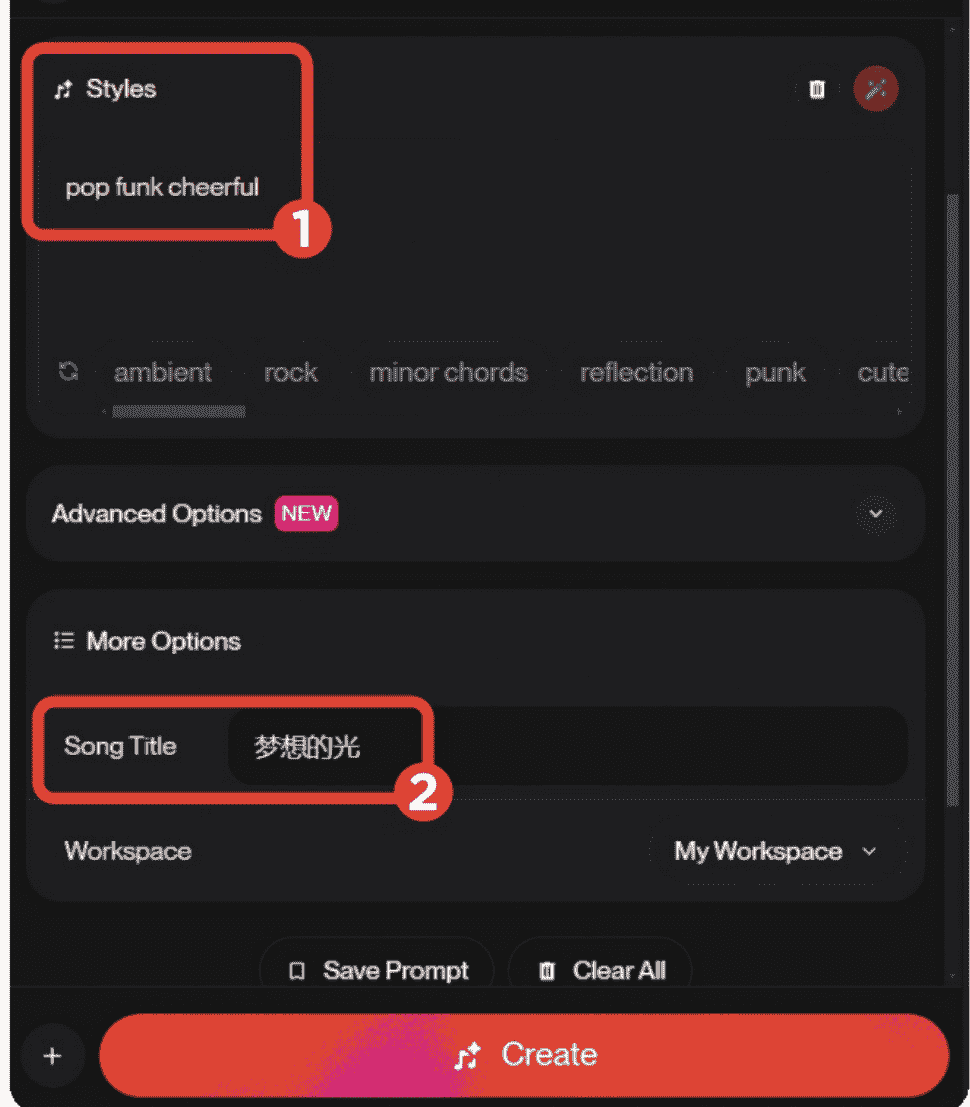 Styles
pop funk cheerful
1
ambient rock minor chords reflection punk cute
Advanced Options NEW
More Options
Song Title 梦想的光
2
Workspace My Workspace
Save Prompt Clear All
+ Create